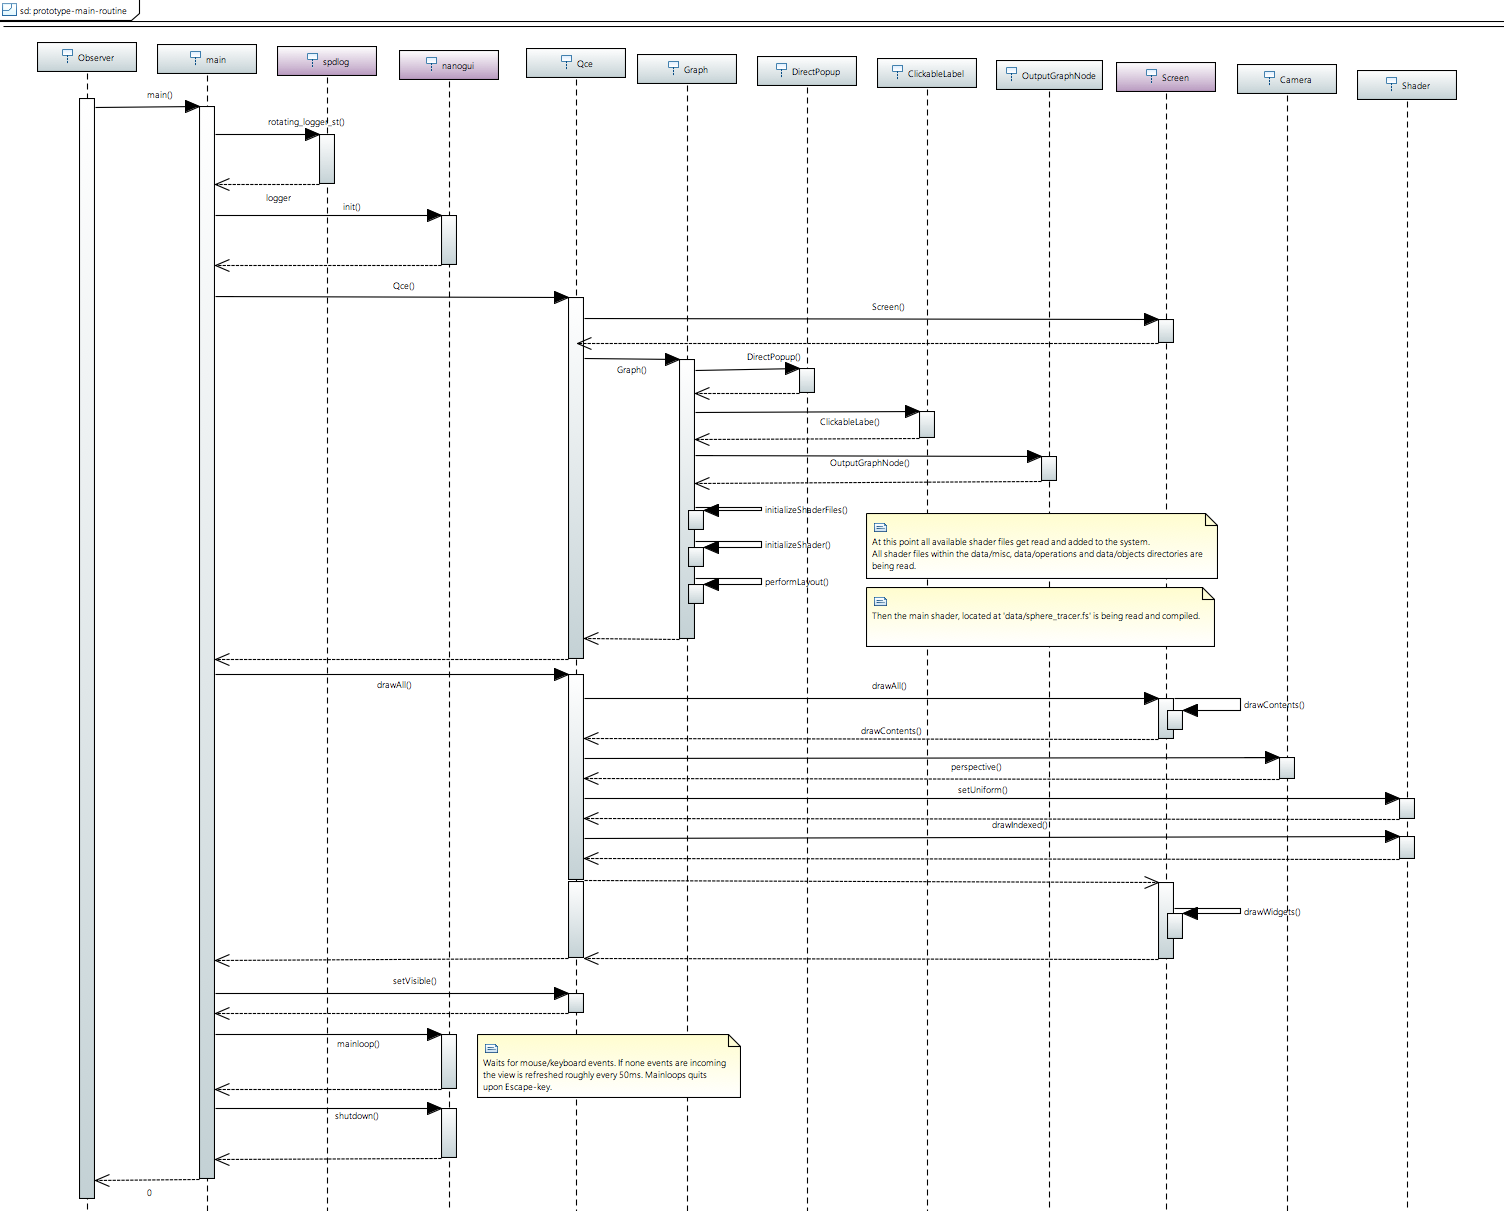 sd: prototype-main-routine
Observer
main
spdlog
nanogui
Qce
Graph
DirectPopup
ClickableLabel
OutputGraphNode
Screen
Camera
Shader
main()
rotating_logger_st()
logger
init()
Qce()
Screen()
DirectPopup()
Graph()
ClickableLabe()
OutputGraphNode()
initializeShaderFiles()
At this point all available shader files get read and added to the system.
All shader files within the data/misc, data/operations and data/objects directories are
being read.
initializeShader()
performLayout()
Then the main shader, located at 'data/sphere_tracer.fs' is being read and compiled.
drawAll()
drawAll()
drawContents()
drawContents()
perspective()
setUniform()
drawIndexed()
drawWidgets()
setVisible()
mainloop()
Waits for mouse/keyboard events. If none events are incoming
the view is refreshed roughly every 50ms. Mainloops quits
upon Escape-key.
shutdown()
0